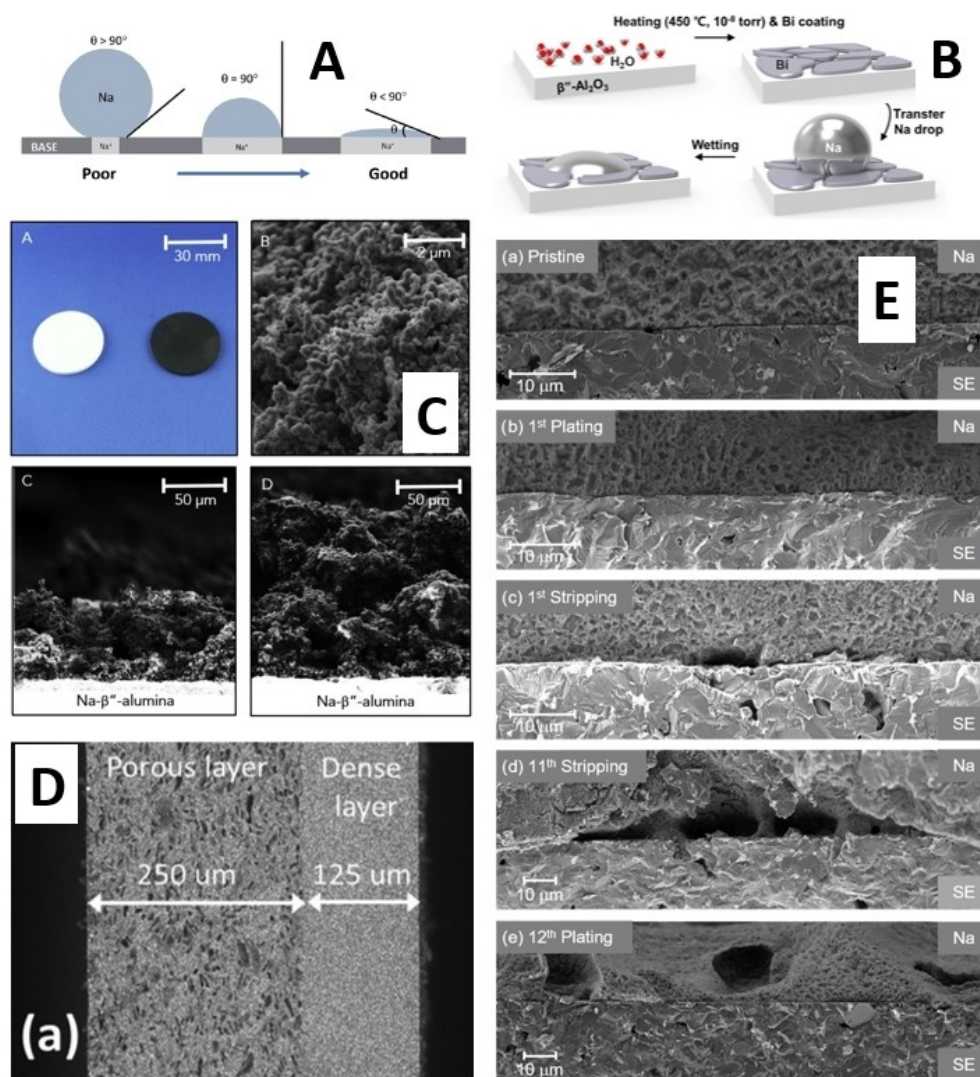 θ > 90°
A
θ = 90°
θ < 90°
Na
θ
BASE
Na⁺
Na⁺
Na⁺
Poor
Good
Heating (450 ℃, 10⁻⁸ torr) & Bi coating
H₂O
β"-Al₂O₃
Bi
B
Transfer
Na drop
Na
Wetting
A
30 mm
B
2 μm
C
C
50 μm
Na-β"-alumina
D
50 μm
Na-β"-alumina
D
Porous layer
Dense
layer
250 um
125 um
(a)
(a) Pristine
Na
E
10 μm
SE
(b) 1st Plating
Na
10 μm
SE
(c) 1st Stripping
Na
10 μm
SE
(d) 11th Stripping
Na
10 μm
SE
(e) 12th Plating
Na
10 μm
SE